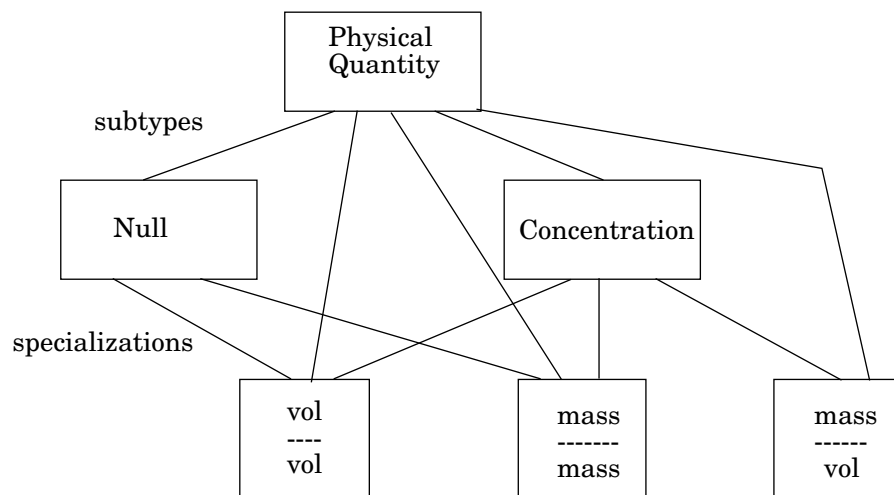 Physical
Quantity
subtypes
Null
Concentration
specializations
vol
----
vol
mass
-------
mass
mass
------
vol